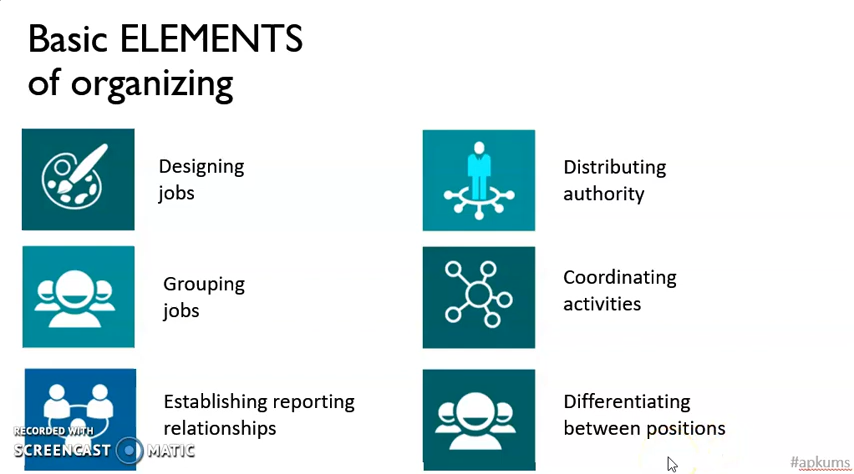 Basic ELEMENTS
of organizing
Designing
jobs
Distributing
authority
Grouping
jobs
Coordinating
activities
Establishing reporting
relationships
Differentiating
between positions
RECORDED WITH
SCREENCAST MATIC
#apkums